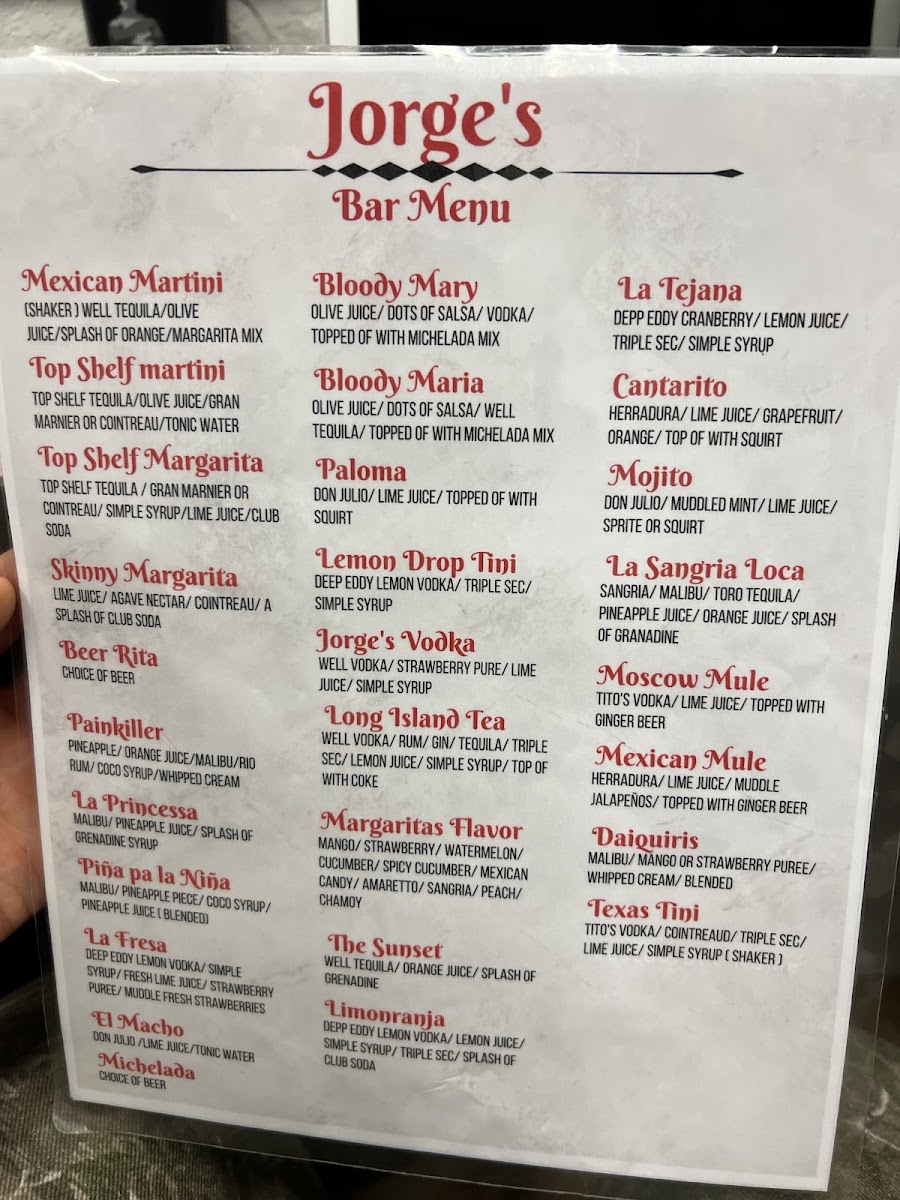 Jorge's
Bar Menu
Mexican Martini
(SHAKER ) WELL TEQUILA/OLIVE
JUICE/SPLASH OF ORANGE/MARGARITA MIX
Top Shelf martini
TOP SHELF TEQUILA/OLIVE JUICE/GRAN
MARNIER OR COINTREAU/TONIC WATER
Top Shelf Margarita
TOP SHELF TEQUILA / GRAN MARNIER OR
COINTREAU/ SIMPLE SYRUP/LIME JUICE/CLUB
SODA
Skinny Margarita
LIME JUICE/ AGAVE NECTAR/ COINTREAU/ A
SPLASH OF CLUB SODA
Beer Rita
CHOICE OF BEER
Painkiller
PINEAPPLE/ ORANGE JUICE/MALIBU/RIO
RUM/ COCO SYRUP/WHIPPED CREAM
La Princessa
MALIBU/ PINEAPPLE JUICE/ SPLASH OF
GRENADINE SYRUP
Piña pa la Niña
MALIBU/ PINEAPPLE PIECE/ COCO SYRUP/
PINEAPPLE JUICE ( BLENDED)
La Fresa
DEEP EDDY LEMON VODKA/ SIMPLE
SYRUP/ FRESH LIME JUICE/ STRAWBERRY
PUREE/ MUDDLE FRESH STRAWBERRIES
El Macho
DON JULIO /LIME JUICE/TONIC WATER
Michelada
CHOICE OF BEER
Bloody Mary
OLIVE JUICE/ DOTS OF SALSA/ VODKA/
TOPPED OF WITH MICHELADA MIX
Bloody Maria
OLIVE JUICE/ DOTS OF SALSA/ WELL
TEQUILA/ TOPPED OF WITH MICHELADA MIX
Paloma
DON JULIO/ LIME JUICE/ TOPPED OF WITH
SQUIRT
Lemon Drop Tini
DEEP EDDY LEMON VODKA/ TRIPLE SEC/
SIMPLE SYRUP
Jorge's Vodka
WELL VODKA/ STRAWBERRY PURE/ LIME
JUICE/ SIMPLE SYRUP
Long Island Tea
WELL VODKA/ RUM/ GIN/ TEQUILA/ TRIPLE
SEC/ LEMON JUICE/ SIMPLE SYRUP/ TOP OF
WITH COKE
Margaritas Flavor
MANGO/ STRAWBERRY/ WATERMELON/
CUCUMBER/ SPICY CUCUMBER/ MEXICAN
CANDY/ AMARETTO/ SANGRIA/ PEACH/
CHAMOY
The Sunset
WELL TEQUILA/ ORANGE JUICE/ SPLASH OF
GRENADINE
Limonranja
DEPP EDDY LEMON VODKA/ LEMON JUICE/
SIMPLE SYRUP/ TRIPLE SEC/ SPLASH OF
CLUB SODA
La Tejana
DEPP EDDY CRANBERRY/ LEMON JUICE/
TRIPLE SEC/ SIMPLE SYRUP
Cantarito
HERRADURA/ LIME JUICE/ GRAPEFRUIT/
ORANGE/ TOP OF WITH SQUIRT
Mojito
DON JULIO/ MUDDLED MINT/ LIME JUICE/
SPRITE OR SQUIRT
La Sangria Loca
SANGRIA/ MALIBU/ TORO TEQUILA/
PINEAPPLE JUICE/ ORANGE JUICE/ SPLASH
OF GRANADINE
Moscow Mule
TITO'S VODKA/ LIME JUICE/ TOPPED WITH
GINGER BEER
Mexican Mule
HERRADURA/ LIME JUICE/ MUDDLE
JALAPEÑOS/ TOPPED WITH GINGER BEER
Daiquiris
MALIBU/ MANGO OR STRAWBERRY PUREE/
WHIPPED CREAM/ BLENDED
Texas Tini
TITO'S VODKA/ COINTREAUD/ TRIPLE SEC/
LIME JUICE/ SIMPLE SYRUP ( SHAKER )